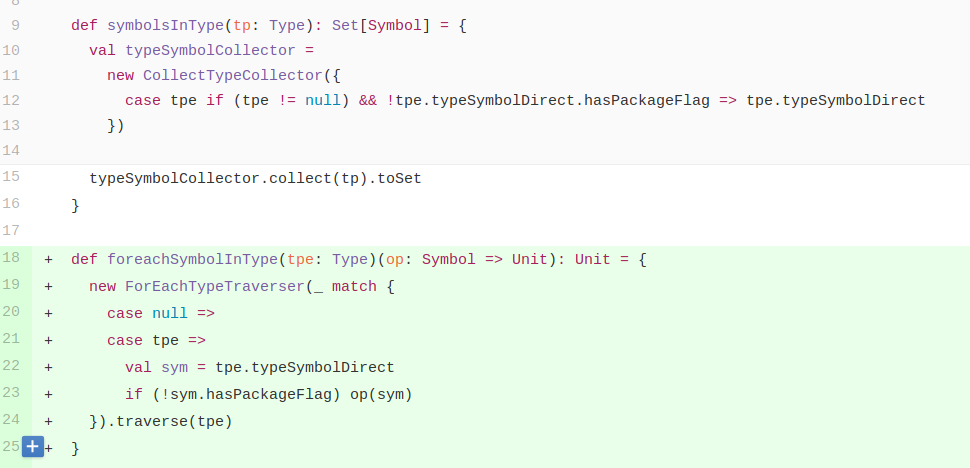 8
9 def symbolsInType(tp: Type): Set[Symbol] = {
10 val typeSymbolCollector =
11 new CollectTypeCollector({
12 case tpe if (tpe != null) && !tpe.typeSymbolDirect.hasPackageFlag => tpe.typeSymbolDirect
13 })
14
15 typeSymbolCollector.collect(tp).toSet
16 }
17
18 + def foreachSymbolInType(tpe: Type)(op: Symbol => Unit): Unit = {
19 + new ForEachTypeTraverser(_ match {
20 + case null =>
21 + case tpe =>
22 + val sym = tpe.typeSymbolDirect
23 + if (!sym.hasPackageFlag) op(sym)
24 + }).traverse(tpe)
25 + + }